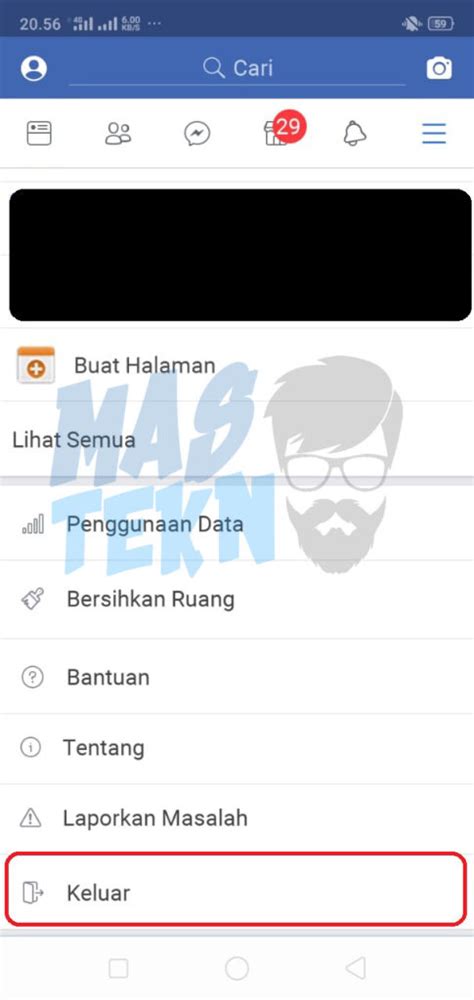 20.56 4G 6.00 KB/S ... 59
Cari
29
Buat Halaman
Lihat Semua
MAS
TEKN
Penggunaan Data
Bersihkan Ruang
Bantuan
Tentang
Laporkan Masalah
Keluar